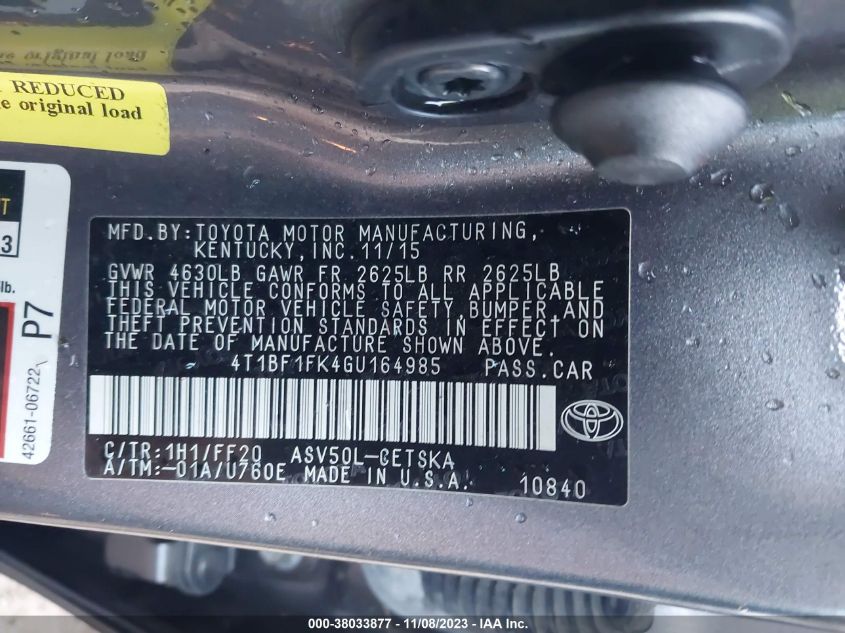 REDUCED
e original load
T
3
lb.
P7
42661-06722
MFD.BY:TOYOTA MOTOR MANUFACTURING,
KENTUCKY,INC.11/15
GVWR 4630LB GAWR FR 2625LB RR 2625LB
THIS VEHICLE CONFORMS TO ALL APPLICABLE
FEDERAL MOTOR VEHICLE SAFETY,BUMPER,AND
THEFT PREVENTION STANDARDS IN EFFECT ON
THE DATE OF MANUFACTURE SHOWN ABOVE.
4T1BF1FK4GU164985 PASS.CAR
C/TR:1H1/FF20 ASV50L-CETSKA
A/TM:-01A/U760E MADE IN U.S.A. 10840
000-38033877 - 11/08/2023 - IAA Inc.